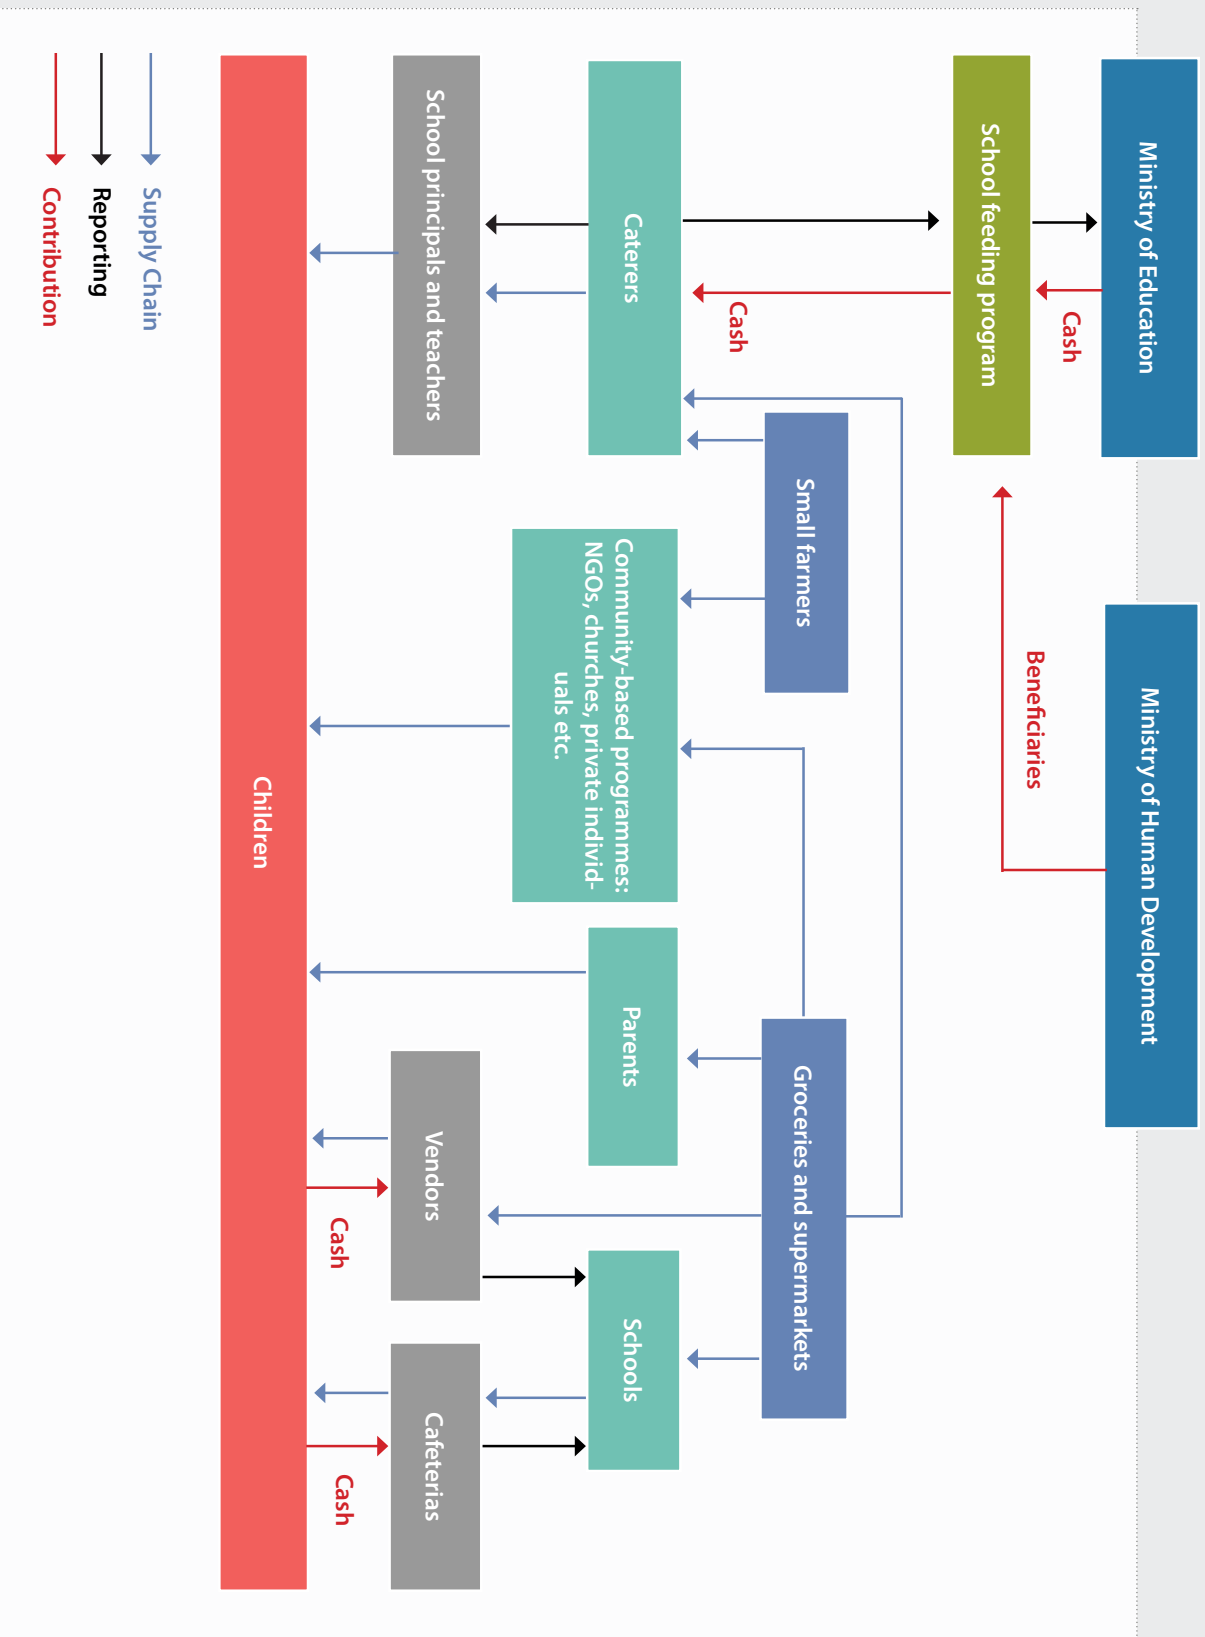 Ministry of Education
Ministry of Human Development
Cash
Beneficiaries
School feeding program
Small farmers
Groceries and supermarkets
Cash
Caterers
Community-based programmes:
NGOs, churches, private individ-
uals etc.
Parents
Schools
School principals and teachers
Vendors
Cafeterias
Cash
Cash
Children
Supply Chain
Reporting
Contribution